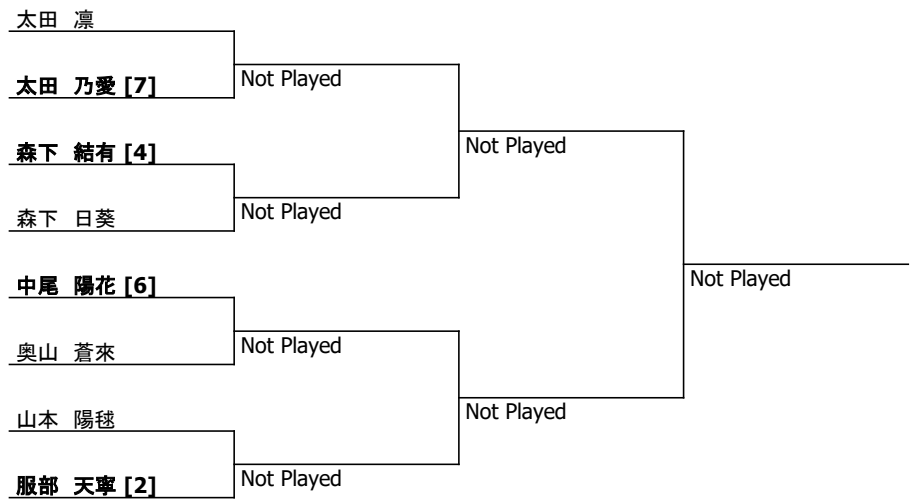 太田　凛
太田　乃愛 [7]
Not Played
森下　結有 [4]
Not Played
森下　日葵
Not Played
中尾　陽花 [6]
Not Played
奥山　蒼來
Not Played
山本　陽毬
Not Played
服部　天寧 [2]
Not Played